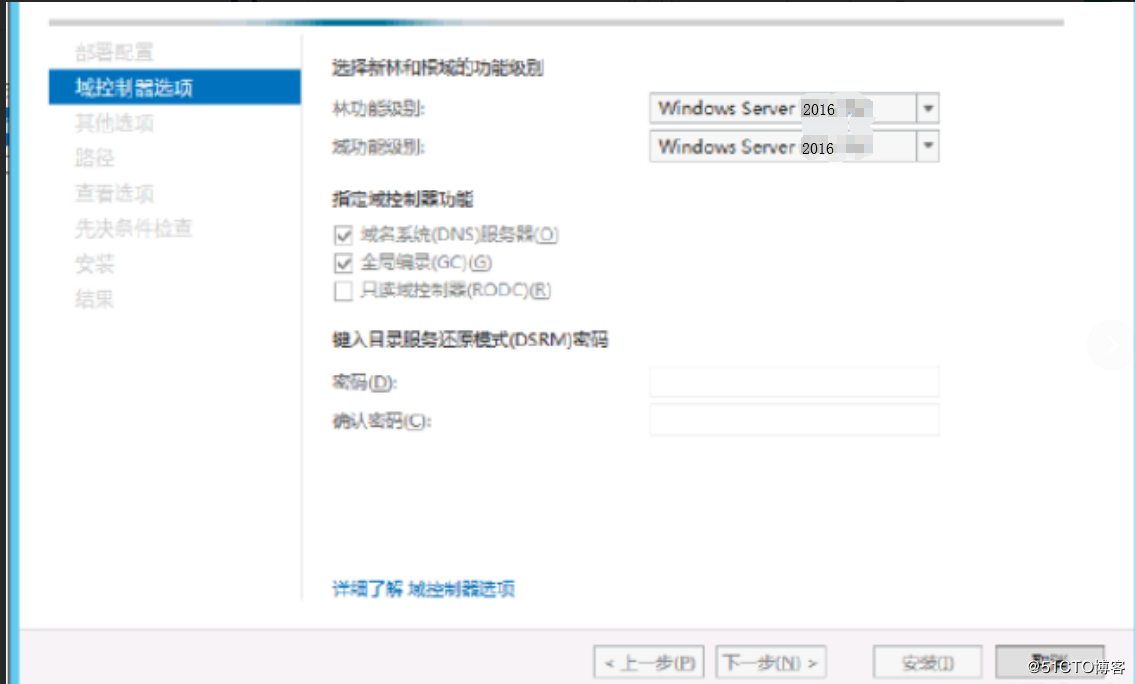 部署配置
域控制器选项
其他选项
路径
查看选项
先决条件检查
安装
结果
选择新林和根域的功能级别
林功能级别: Windows Server 2016
域功能级别: Windows Server 2016
指定域控制器功能
域名系统(DNS)服务器(O)
全局编录(GC)(G)
只读域控制器(RODC)(R)
键入目录服务还原模式(DSRM)密码
密码(D):
确认密码(C):
详细了解 域控制器选项
< 上一步(P) 下一步(N) > 安装(I)
@51CTO博客